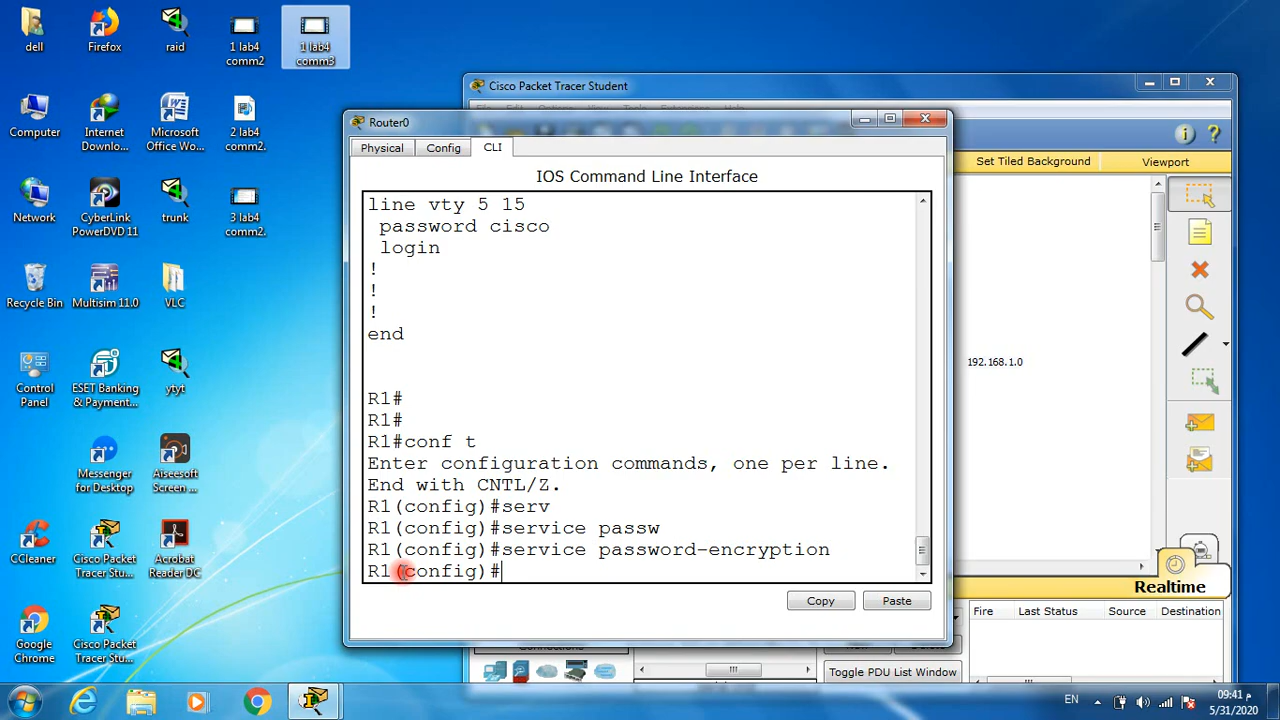 dell
Firefox
raid
1 lab4
comm2
1 lab4
comm3
Computer
Internet
Downlo...
Microsoft
Office Wo...
2 lab4
comm2.
Network
CyberLink
PowerDVD 11
trunk
3 lab4
comm2.
Recycle Bin
Multisim 11.0
VLC
Control
Panel
ESET Banking
& Payment...
ytyt
Messenger
for Desktop
Aiseesoft
Screen ...
CCleaner
Cisco Packet
Tracer Stu...
Acrobat
Reader DC
Google
Chrome
Cisco Packet
Tracer Stu...
Cisco Packet Tracer Student
Set Tiled Background
Viewport
192.168.1.0
Router0
Physical
Config
CLI
IOS Command Line Interface
line vty 5 15
password cisco
login
!
!
!
end
R1#
R1#
R1#conf t
Enter configuration commands, one per line.
End with CNTL/Z.
R1(config)#serv
R1(config)#service passw
R1(config)#service password-encryption
R1(config)#
Copy
Paste
Realtime
Fire
Last Status
Source
Destination
Toggle PDU List Window
EN
09:41 م
5/31/2020